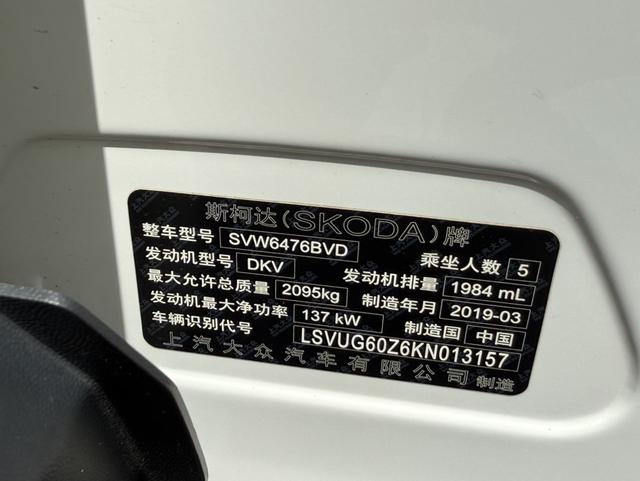 斯柯达(SKODA)牌
整车型号 SVW6476BVD 乘坐人数 5
发动机型号 DKV 发动机排量 1984 mL
最大允许总质量 2095kg 制造年月 2019-03
发动机最大净功率 137 kW 制造国 中国
车辆识别代号 LSVUG60Z6KN013157
上汽大众汽车有限公司 制造